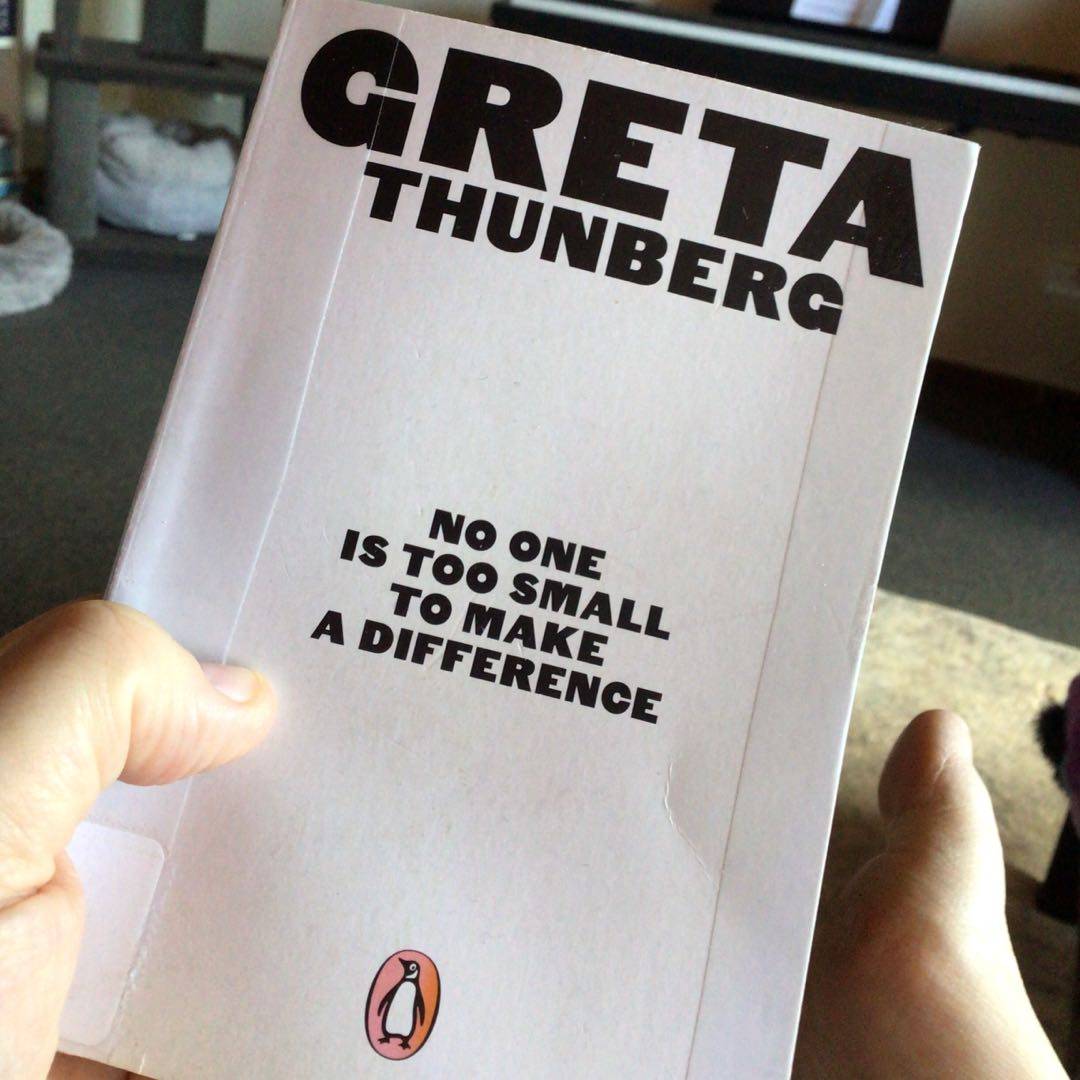 GRETA
THUNBERG
NO ONE
IS TOO SMALL
TO MAKE
A DIFFERENCE